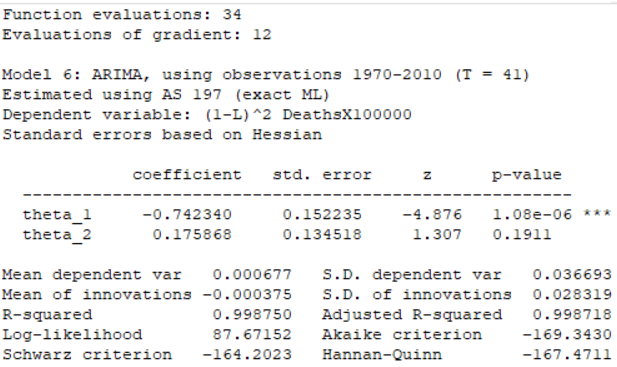 Function evaluations: 34
Evaluations of gradient: 12
Model 6: ARIMA, using observations 1970-2010 (T = 41)
Estimated using AS 197 (exact ML)
Dependent variable: (1-L)^2 DeathsX100000
Standard errors based on Hessian
coefficient std. error z p-value
---------------------------------------------------------
theta_1 -0.742340 0.152235 -4.876 1.08e-06 ***
theta_2 0.175868 0.134518 1.307 0.1911
Mean dependent var 0.000677 S.D. dependent var 0.036693
Mean of innovations -0.000375 S.D. of innovations 0.028319
R-squared 0.998750 Adjusted R-squared 0.998718
Log-likelihood 87.67152 Akaike criterion -169.3430
Schwarz criterion -164.2023 Hannan-Quinn -167.4711